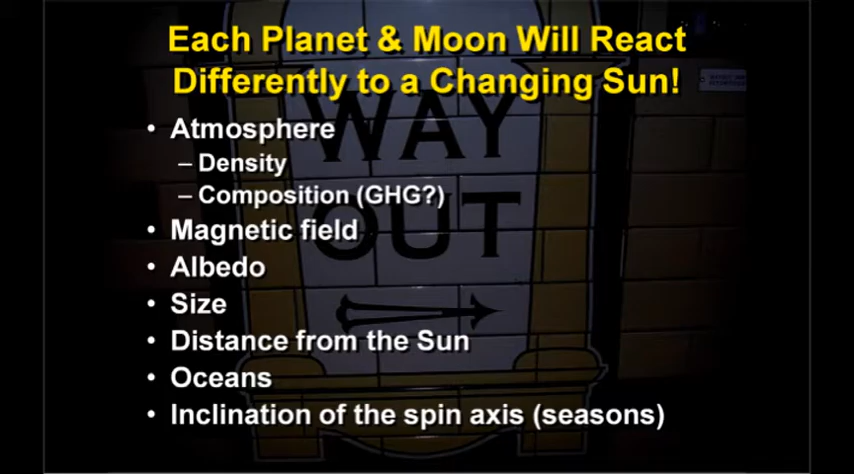 Each Planet & Moon Will React
Differently to a Changing Sun!
• Atmosphere
– Density
– Composition (GHG?)
• Magnetic field
• Albedo
• Size
• Distance from the Sun
• Oceans
• Inclination of the spin axis (seasons)
WAY
OUT